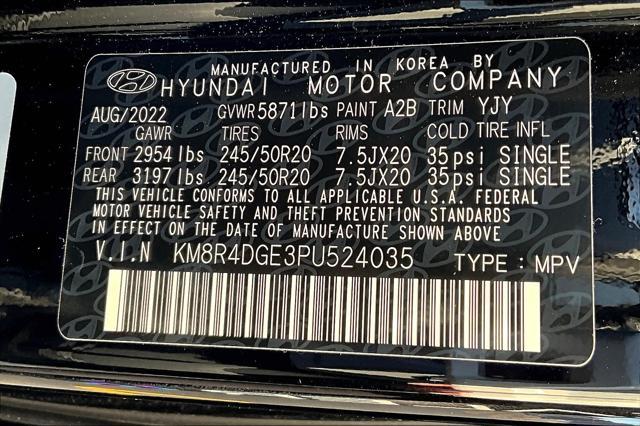 MANUFACTURED IN KOREA BY
HYUNDAI MOTOR COMPANY
AUG/2022 GVWR 5871lbs PAINT A2B TRIM YJY
GAWR TIRES RIMS COLD TIRE INFL
FRONT 2954lbs 245/50R20 7.5JX20 35psi SINGLE
REAR 3197lbs 245/50R20 7.5JX20 35psi SINGLE
THIS VEHICLE CONFORMS TO ALL APPLICABLE U.S.A. FEDERAL
MOTOR VEHICLE SAFETY AND THEFT PREVENTION STANDARDS
IN EFFECT ON THE DATE OF MANUFACTURE SHOWN ABOVE
V.I.N KM8R4DGE3PU524035 TYPE : MPV